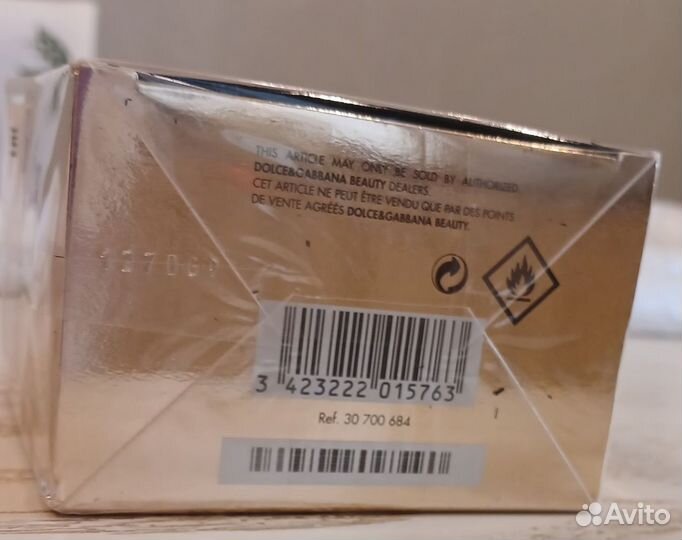 THIS ARTICLE MAY ONLY BE SOLD BY AUTHORIZED
DOLCE&GABBANA BEAUTY DEALERS.
CET ARTICLE NE PEUT ÊTRE VENDU QUE PAR DES POINTS
DE VENTE AGRÉÉS DOLCE&GABBANA BEAUTY.
3 423222 015763
Ref. 30 700 684
Avito